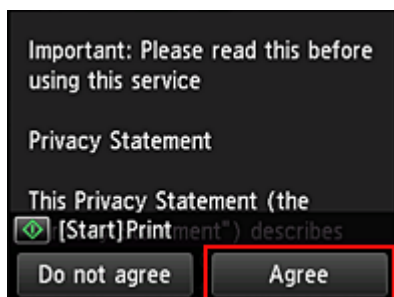 Important: Please read this before
using this service
Privacy Statement
This Privacy Statement (the
[Start]Print ment") describes
Do not agree
Agree